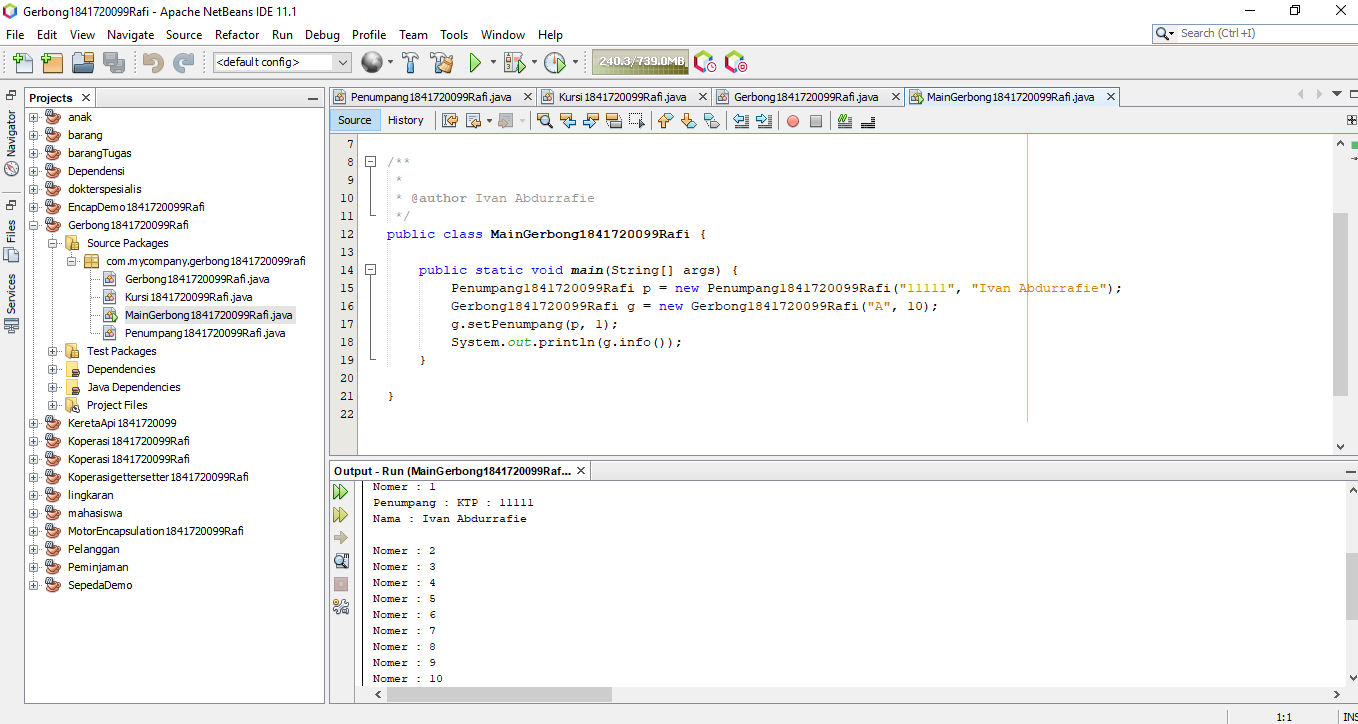 Gerbong1841720099Rafi - Apache NetBeans IDE 11.1
File Edit View Navigate Source Refactor Run Debug Profile Team Tools Window Help
Search (Ctrl+I)
<default config>
240.3/739.0MB
Projects
Navigator
Files
Services
anak
barang
barangTugas
Dependensi
dokterspesialis
EncapDemo1841720099Rafi
Gerbong1841720099Rafi
Source Packages
com.mycompany.gerbong1841720099rafi
Gerbong1841720099Rafi.java
Kursi1841720099Rafi.java
MainGerbong1841720099Rafi.java
Penumpang1841720099Rafi.java
Test Packages
Dependencies
Java Dependencies
Project Files
KeretaApi1841720099
Koperasi1841720099Rafi
Koperasi1841720099Rafi
Koperasigettersetter1841720099Rafi
lingkaran
mahasiswa
MotorEncapsulation1841720099Rafi
Pelanggan
Peminjaman
SepedaDemo
Penumpang1841720099Rafi.java Kursi1841720099Rafi.java Gerbong1841720099Rafi.java MainGerbong1841720099Rafi.java
Source History
7
8 /**
9 *
10 * @author Ivan Abdurrafie
11 */
12 public class MainGerbong1841720099Rafi {
13
14 public static void main(String[] args) {
15 Penumpang1841720099Rafi p = new Penumpang1841720099Rafi("11111", "Ivan Abdurrafie");
16 Gerbong1841720099Rafi g = new Gerbong1841720099Rafi("A", 10);
17 g.setPenumpang(p, 1);
18 System.out.println(g.info());
19 }
20
21 }
22
Output - Run (MainGerbong1841720099Raf...
Nomer : 1
Penumpang : KTP : 11111
Nama : Ivan Abdurrafie
Nomer : 2
Nomer : 3
Nomer : 4
Nomer : 5
Nomer : 6
Nomer : 7
Nomer : 8
Nomer : 9
Nomer : 10
1:1 INS